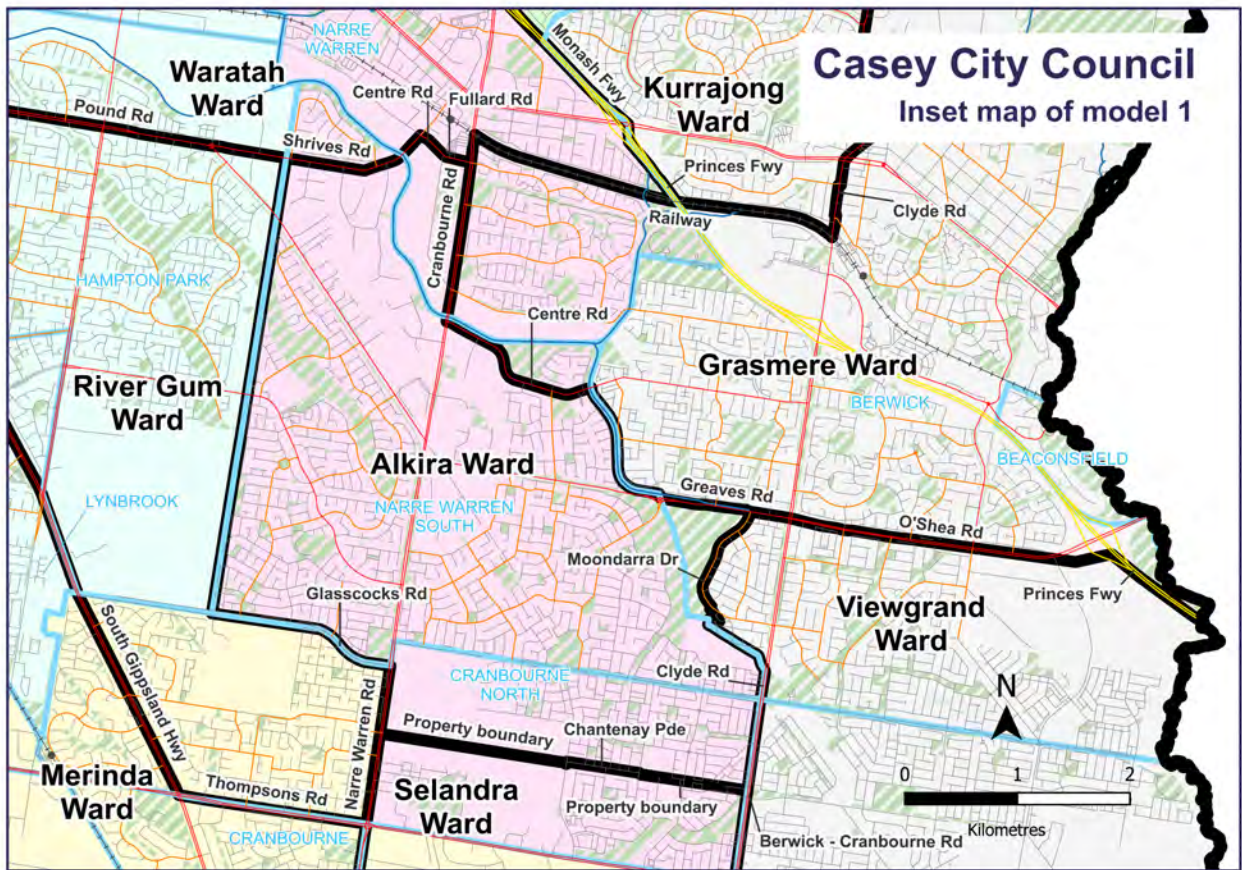 Casey City Council
Inset map of model 1
NARRE
WARREN
Waratah
Ward
Centre Rd
Fullard Rd
Monash Fwy
Kurrajong
Ward
Pound Rd
Shrives Rd
Princes Fwy
Cranbourne Rd
Railway
Clyde Rd
HAMPTON PARK
Centre Rd
Grasmere Ward
River Gum
Ward
BERWICK
Alkira Ward
BEACONSFIELD
LYNBROOK
NARRE WARREN
SOUTH
Greaves Rd
O'Shea Rd
Moondarra Dr
Glasscocks Rd
Viewgrand
Ward
Princes Fwy
South Gippsland Hwy
CRANBOURNE
NORTH
Clyde Rd
N
Narre Warren Rd
Property boundary
Chantenay Pde
Merinda
Ward
Thompsons Rd
Selandra
Ward
Property boundary
0 1 2
Kilometres
CRANBOURNE
Berwick - Cranbourne Rd